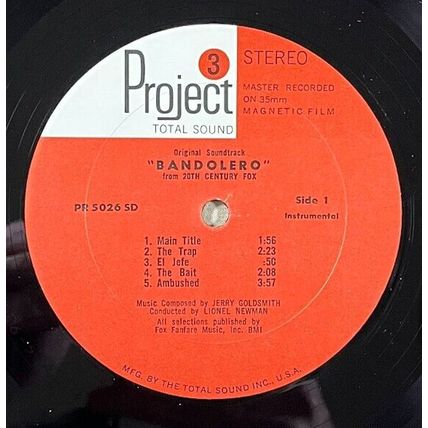 Project 3
TOTAL SOUND
STEREO
MASTER RECORDED
ON 35mm
MAGNETIC FILM
Original Soundtrack
"BANDOLERO"
from 20TH CENTURY FOX
PR 5026 SD
Side 1
Instrumental
1. Main Title 1:56
2. The Trap 2:23
3. El Jefe :50
4. The Bait 2:08
5. Ambushed 3:57
Music Composed by JERRY GOLDSMITH
Conducted by LIONEL NEWMAN
All selections published by
Fox Fanfare Music, Inc. BMI
MFG. BY THE TOTAL SOUND INC., U.S.A.